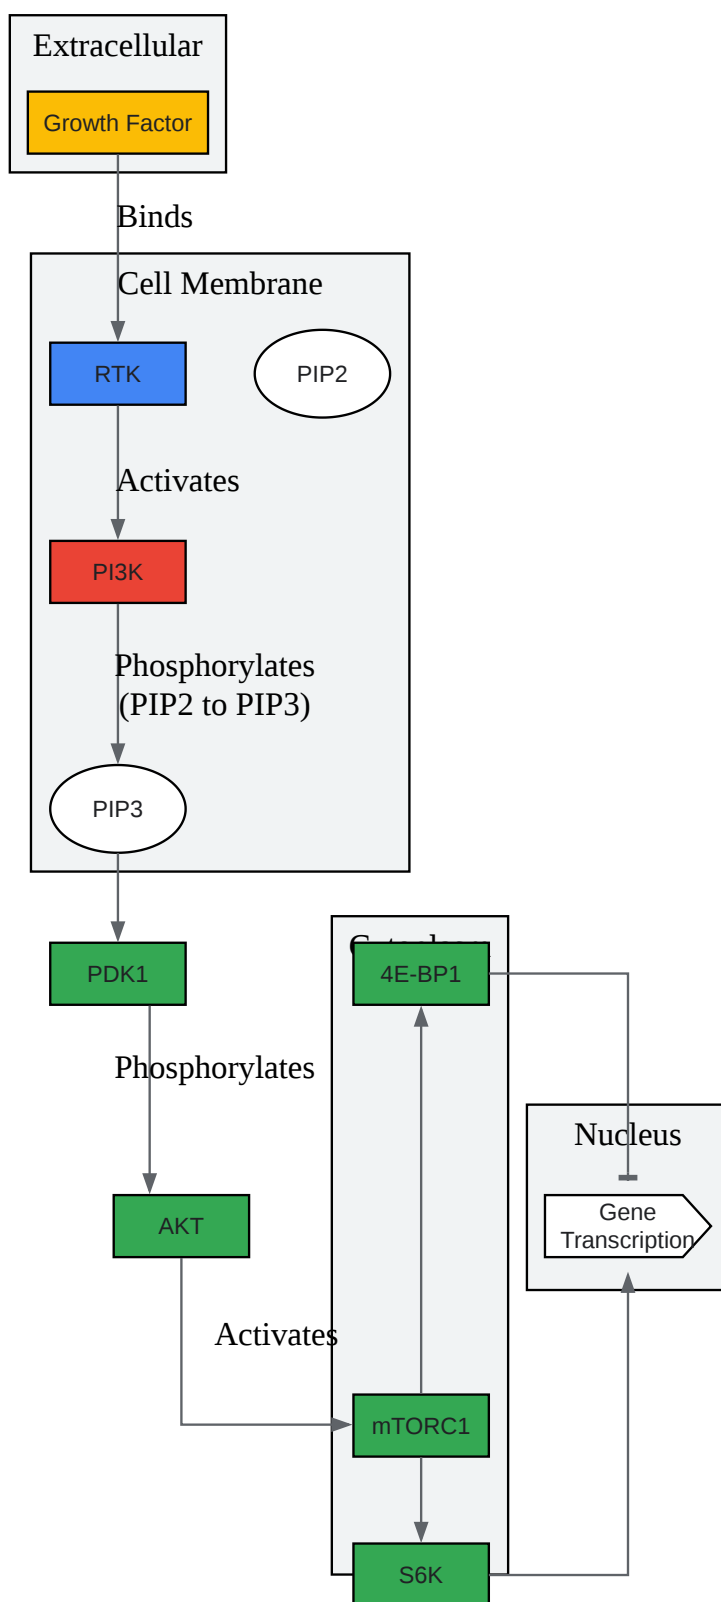 Extracellular
Growth Factor
Binds
Cell Membrane
RTK
PIP2
Activates
PI3K
Phosphorylates
(PIP2 to PIP3)
PIP3
PDK1
4E-BP1
Phosphorylates
Nucleus
AKT
Gene
Transcription
Activates
mTORC1
S6K